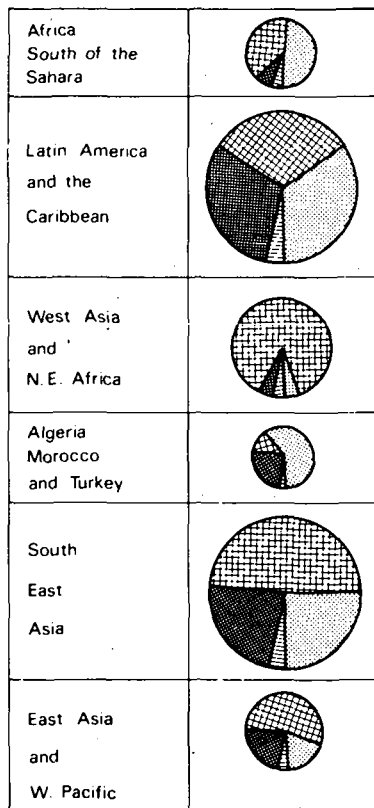 Africa
South of the
Sahara
Latin America
and the
Caribbean
West Asia
and
N.E. Africa
Algeria
Morocco
and Turkey
South
East
Asia
East Asia
and
W. Pacific